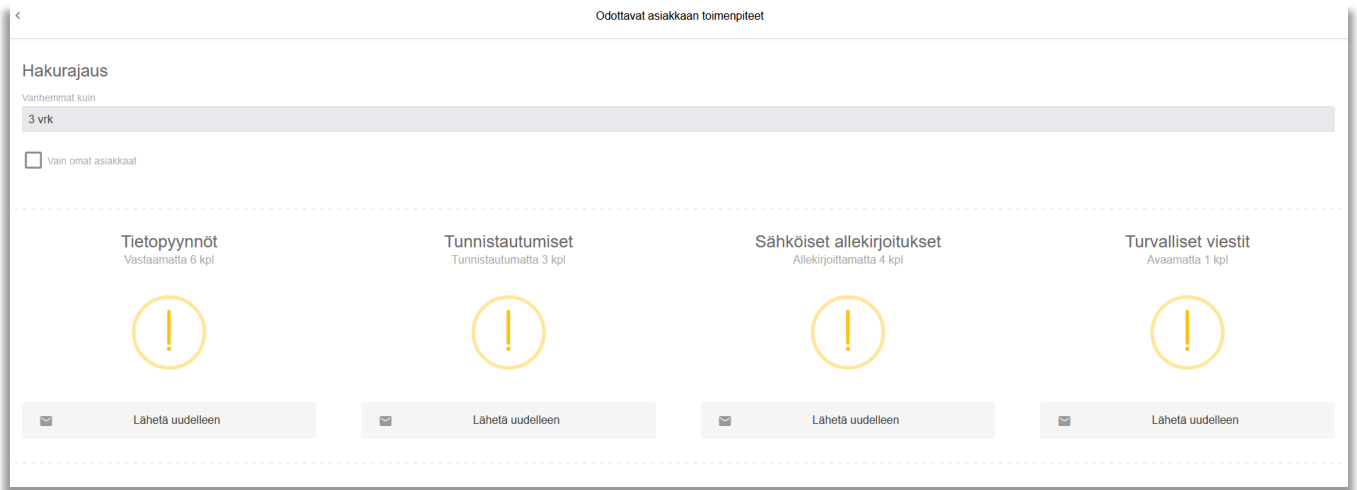 Odottavat asiakkaan toimenpiteet
Hakurajaus
Vanhemmat kuin
3 vrk
Vain omat asiakkaat
Tietopyynnöt
Vastaamatta 6 kpl
Lähetä uudelleen
Tunnistautumiset
Tunnistautumatta 3 kpl
Lähetä uudelleen
Sähköiset allekirjoitukset
Allekirjoittamatta 4 kpl
Lähetä uudelleen
Turvalliset viestit
Avaamatta 1 kpl
Lähetä uudelleen